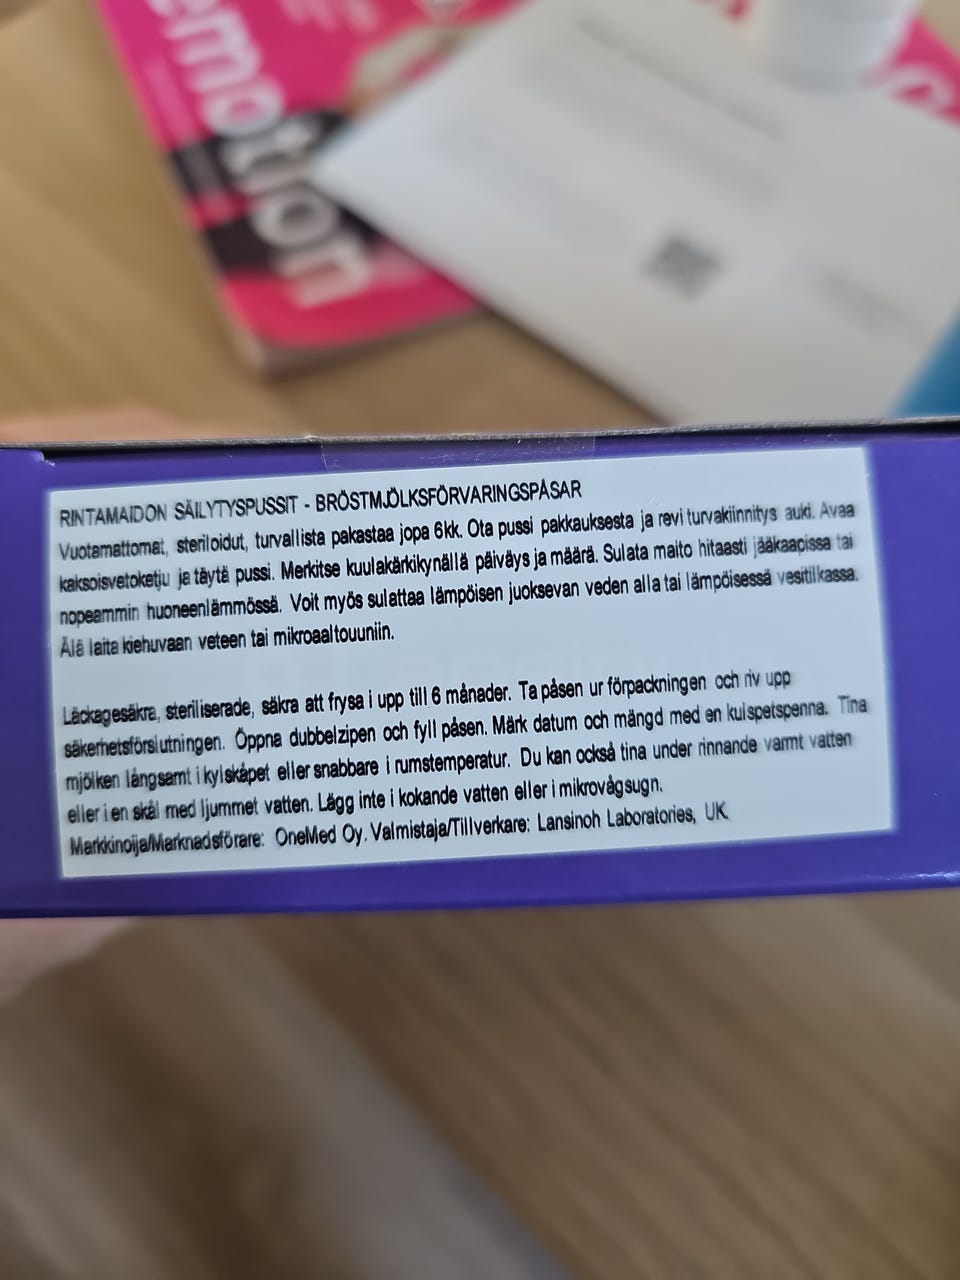 emotion
RINTAMAIDON SÄILYTYSPUSSIT - BRÖSTMJÖLKSFÖRVARINGSPÅSAR
Vuotamattomat, steriloidut, turvallista pakastaa jopa 6kk. Ota pussi pakkauksesta ja revi turvakiinnitys auki. Avaa
kaksoisvetoketju ja täytä pussi. Merkitse kuulakärkikynällä päiväys ja määrä. Sulata maito hitaasti jääkaapissa tai
nopeammin huoneenlämmössä. Voit myös sulattaa lämpöisen juoksevan veden alla tai lämpöisessä vesitilkassa.
Älä laita kiehuvaan veteen tai mikroaaltouuniin.
Läckagesäkra, steriliserade, säkra att frysa i upp till 6 månader. Ta påsen ur förpackningen och riv upp
säkerhetsförslutningen. Öppna dubbelzipen och fyll påsen. Märk datum och mängd med en kulspetspenna. Tina
mjölken långsamt i kylskåpet eller snabbare i rumstemperatur. Du kan också tina under rinnande varmt vatten
eller i en skål med ljummet vatten. Lägg inte i kokande vatten eller i mikrovågsugn.
Markkinoija/Marknadsförare: OneMed Oy. Valmistaja/Tillverkare: Lansinoh Laboratories, UK.